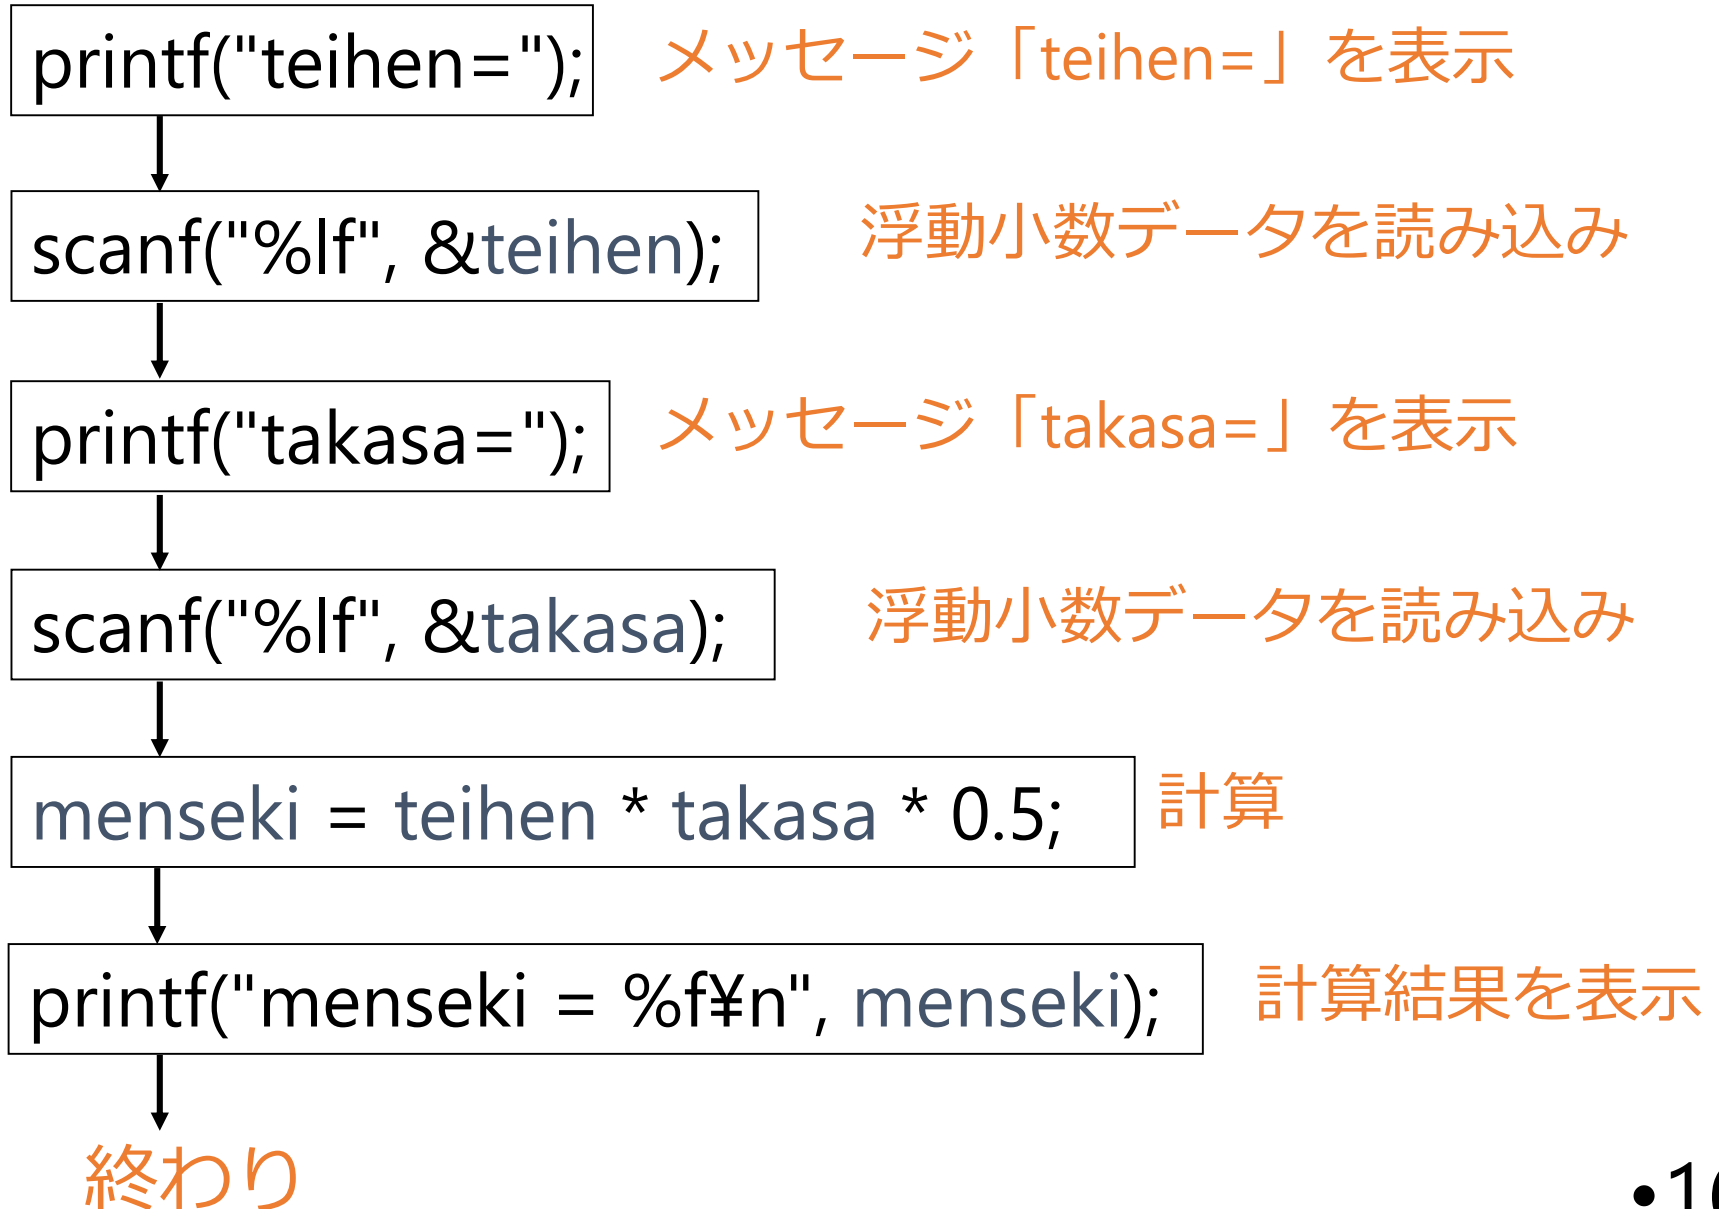 printf("teihen=");
メッセージ「teihen=」を表示
scanf("%lf", &teihen);
浮動小数データを読み込み
printf("takasa=");
メッセージ「takasa=」を表示
scanf("%lf", &takasa);
浮動小数データを読み込み
menseki = teihen * takasa * 0.5;
計算
printf("menseki = %f¥n", menseki);
計算結果を表示
終わり